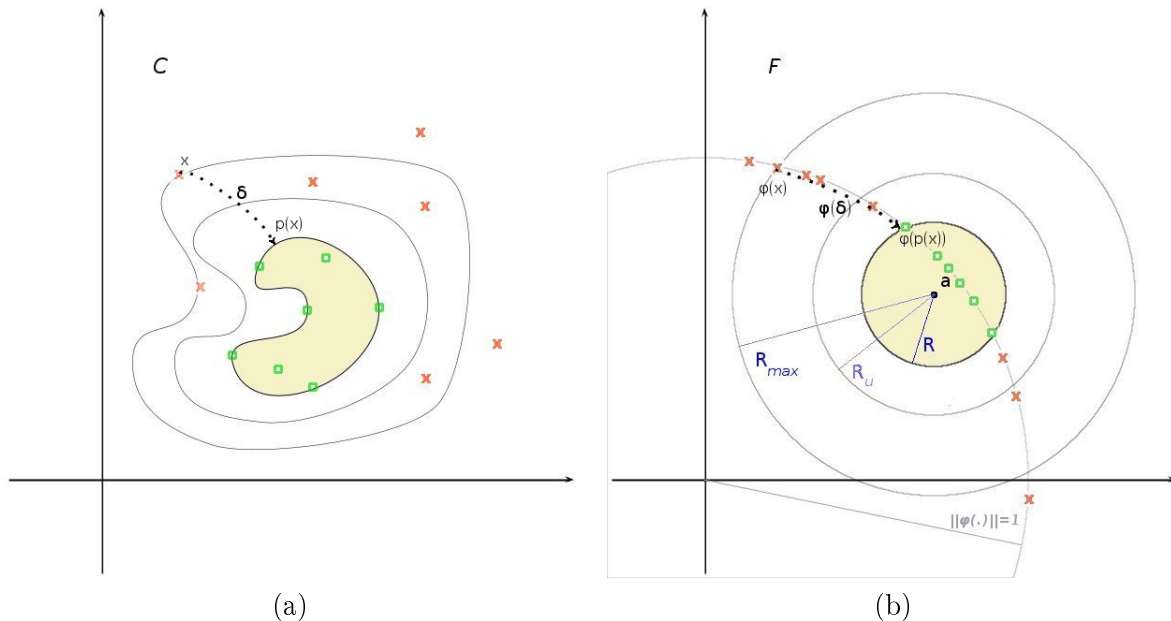 C
x
δ
p(x)
(a)
F
φ(x)
φ(δ)
φ(p(x))
a
R
R_u
R_max
||φ(.)||=1
(b)